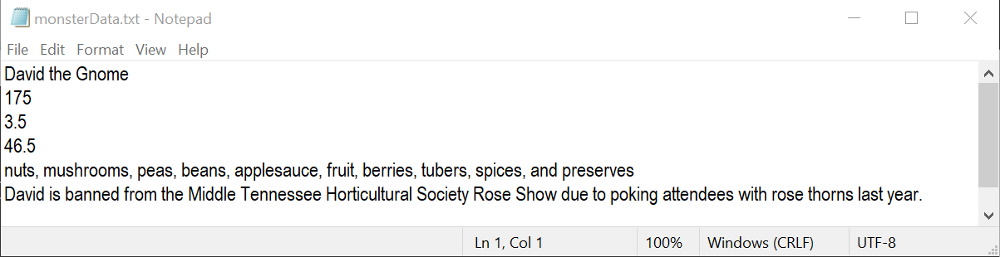 monsterData.txt - Notepad
File Edit Format View Help
David the Gnome
175
3.5
46.5
nuts, mushrooms, peas, beans, applesauce, fruit, berries, tubers, spices, and preserves
David is banned from the Middle Tennessee Horticultural Society Rose Show due to poking attendees with rose thorns last year.
Ln 1, Col 1 100% Windows (CRLF) UTF-8